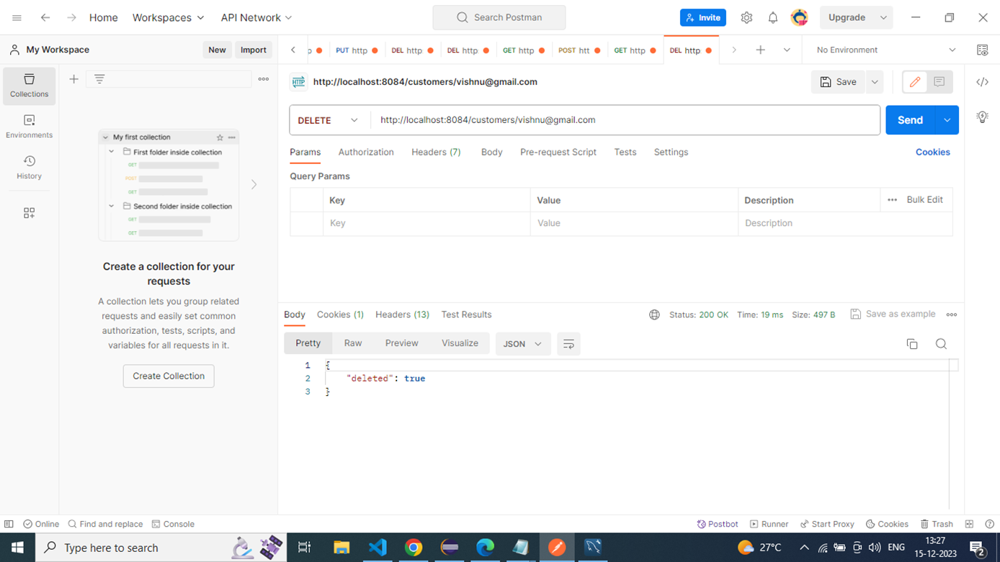 Home Workspaces API Network Search Postman Invite Upgrade
My Workspace New Import
p PUT http DEL http DEL http GET http POST htt GET http DEL http No Environment
Collections
Environments
History
My first collection
First folder inside collection
GET
POST
GET
Second folder inside collection
GET
GET
Create a collection for your
requests
A collection lets you group related
requests and easily set common
authorization, tests, scripts, and
variables for all requests in it.
Create Collection
HTTP http://localhost:8084/customers/vishnu@gmail.com Save
DELETE http://localhost:8084/customers/vishnu@gmail.com Send
Params Authorization Headers (7) Body Pre-request Script Tests Settings Cookies
Query Params
Key Value Description Bulk Edit
Key Value Description
Body Cookies (1) Headers (13) Test Results Status: 200 OK Time: 19 ms Size: 497 B Save as example
Pretty Raw Preview Visualize JSON
1 {
2 "deleted": true
3 }
Online Find and replace Console Postbot Runner Start Proxy Cookies Trash
Type here to search 27°C ENG 13:27
15-12-2023 2